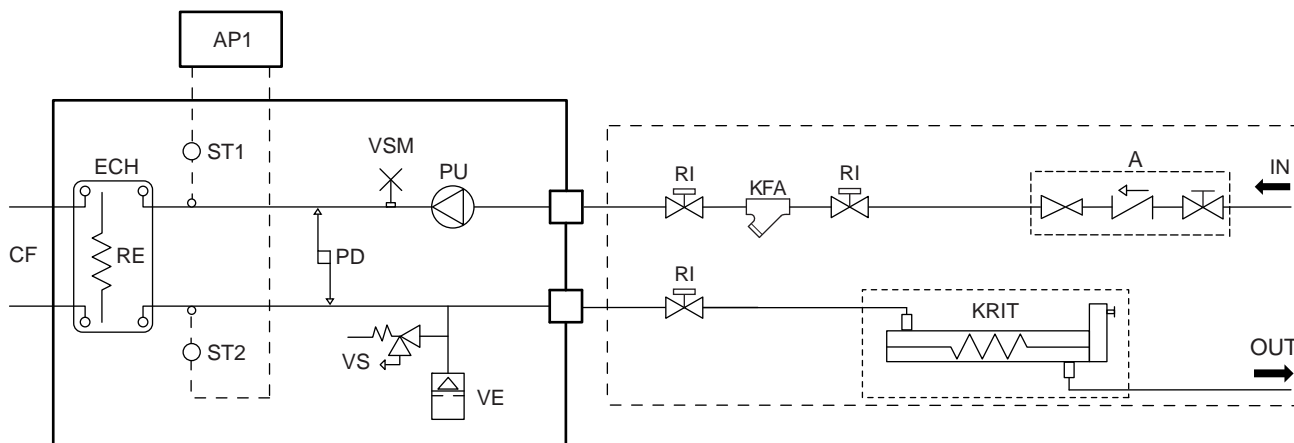 AP1
ST1
VSM
PU
ECH
RE
CF
PD
ST2
VS
VE
RI
KFA
RI
A
IN
RI
KRIT
OUT